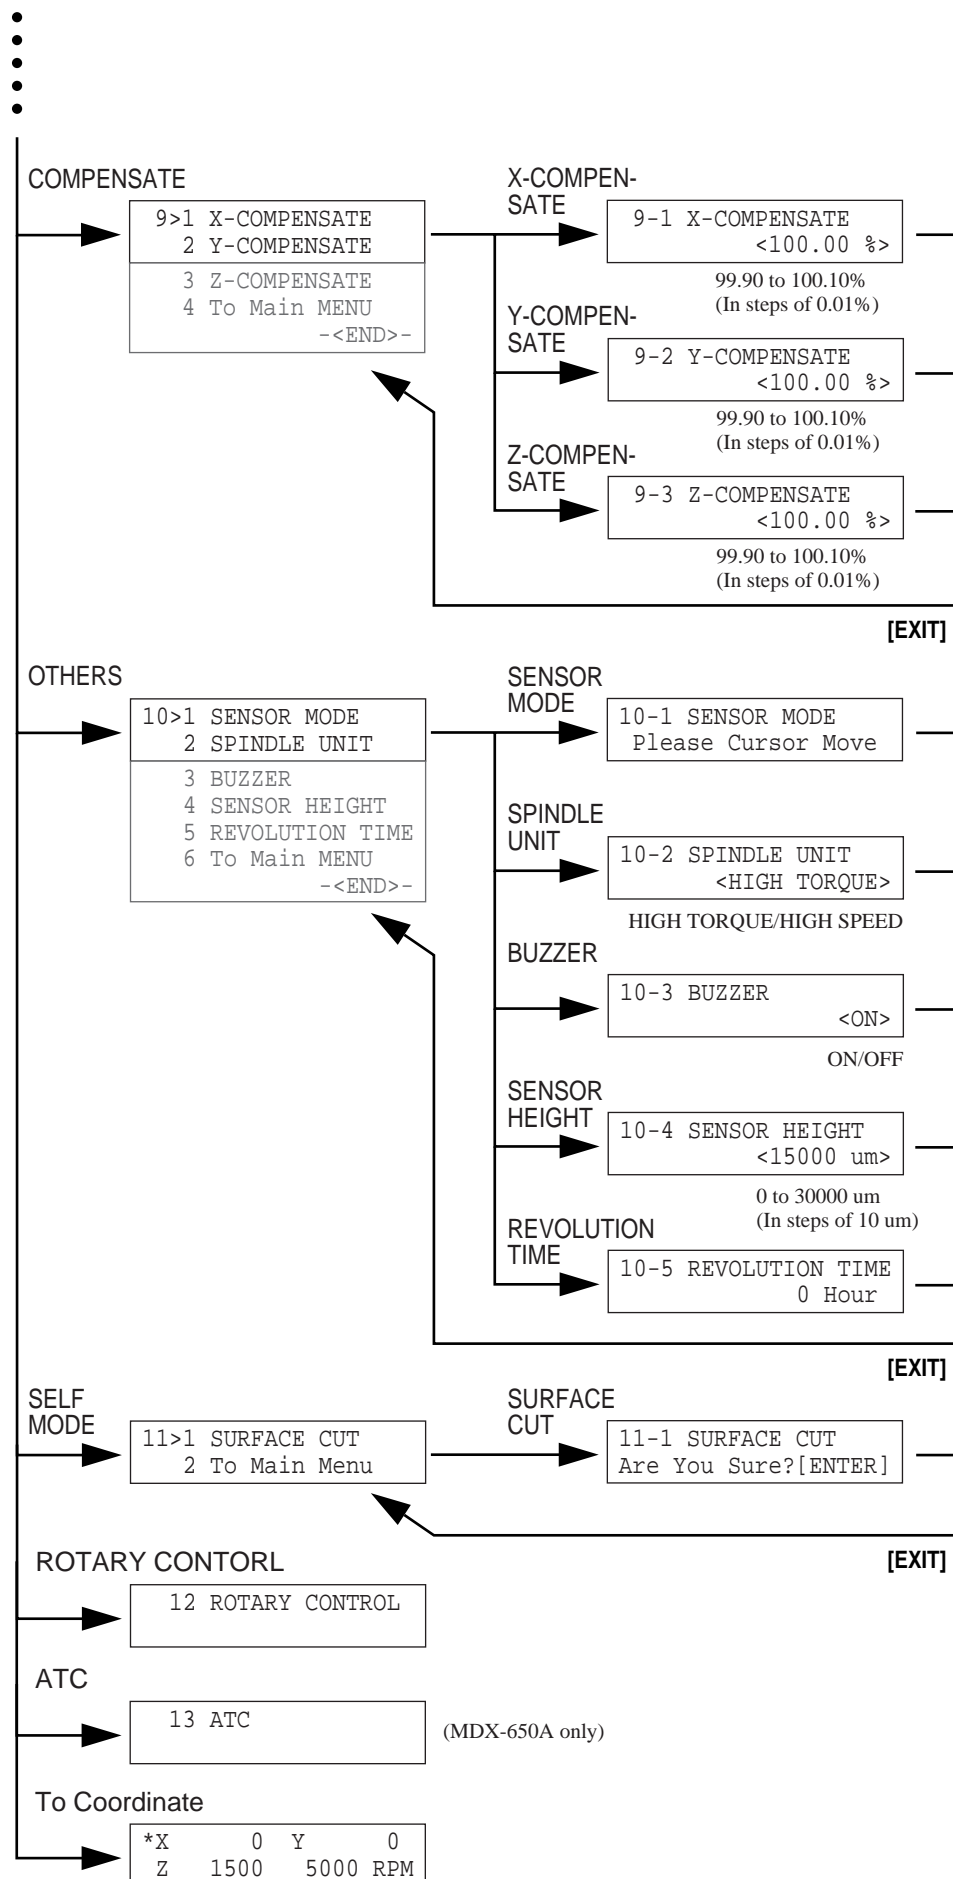 COMPENSATE
9>1 X-COMPENSATE
2 Y-COMPENSATE
3 Z-COMPENSATE
4 To Main MENU
-<END>-
X-COMPEN-
SATE
9-1 X-COMPENSATE
<100.00 %>
99.90 to 100.10%
(In steps of 0.01%)
Y-COMPEN-
SATE
9-2 Y-COMPENSATE
<100.00 %>
99.90 to 100.10%
(In steps of 0.01%)
Z-COMPEN-
SATE
9-3 Z-COMPENSATE
<100.00 %>
99.90 to 100.10%
(In steps of 0.01%)
[EXIT]
OTHERS
10>1 SENSOR MODE
2 SPINDLE UNIT
3 BUZZER
4 SENSOR HEIGHT
5 REVOLUTION TIME
6 To Main MENU
-<END>-
SENSOR
MODE
10-1 SENSOR MODE
Please Cursor Move
SPINDLE
UNIT
10-2 SPINDLE UNIT
<HIGH TORQUE>
HIGH TORQUE/HIGH SPEED
BUZZER
10-3 BUZZER
<ON>
ON/OFF
SENSOR
HEIGHT
10-4 SENSOR HEIGHT
<15000 um>
0 to 30000 um
(In steps of 10 um)
REVOLUTION
TIME
10-5 REVOLUTION TIME
0 Hour
[EXIT]
SELF
MODE
11>1 SURFACE CUT
2 To Main Menu
SURFACE
CUT
11-1 SURFACE CUT
Are You Sure?[ENTER]
[EXIT]
ROTARY CONTORL
12 ROTARY CONTROL
ATC
13 ATC
(MDX-650A only)
To Coordinate
*X 0 Y 0
Z 1500 5000 RPM